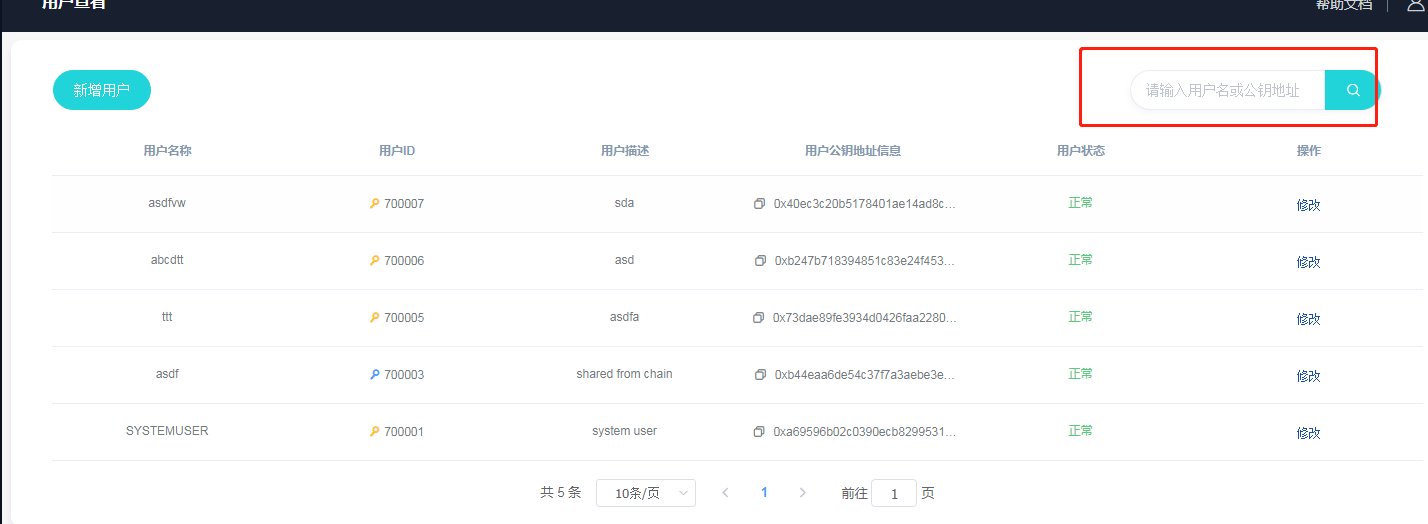 用户查看
帮助文档
新增用户
请输入用户名或公钥地址
用户名称 用户ID 用户描述 用户公钥地址信息 用户状态 操作
asdfvw 700007 sda 0x40ec3c20b5178401ae14ad8c... 正常 修改
abcdtt 700006 asd 0xb247b718394851c83e24f453... 正常 修改
ttt 700005 asdfa 0x73dae89fe3934d0426faa2280... 正常 修改
asdf 700003 shared from chain 0xb44eaa6de54c37f7a3aebe3e... 正常 修改
SYSTEMUSER 700001 system user 0xa69596b02c0390ecb8299531... 正常 修改
共 5 条 10条/页 1 前往 1 页